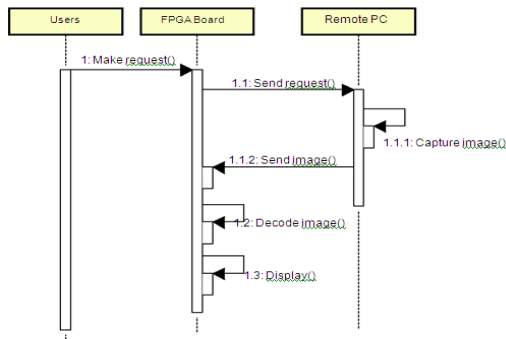 Users
FPGA Board
Remote PC
1: Make request()
1.1: Send request()
1.1.1: Capture image()
1.1.2: Send image()
1.2: Decode image()
1.3: Display()